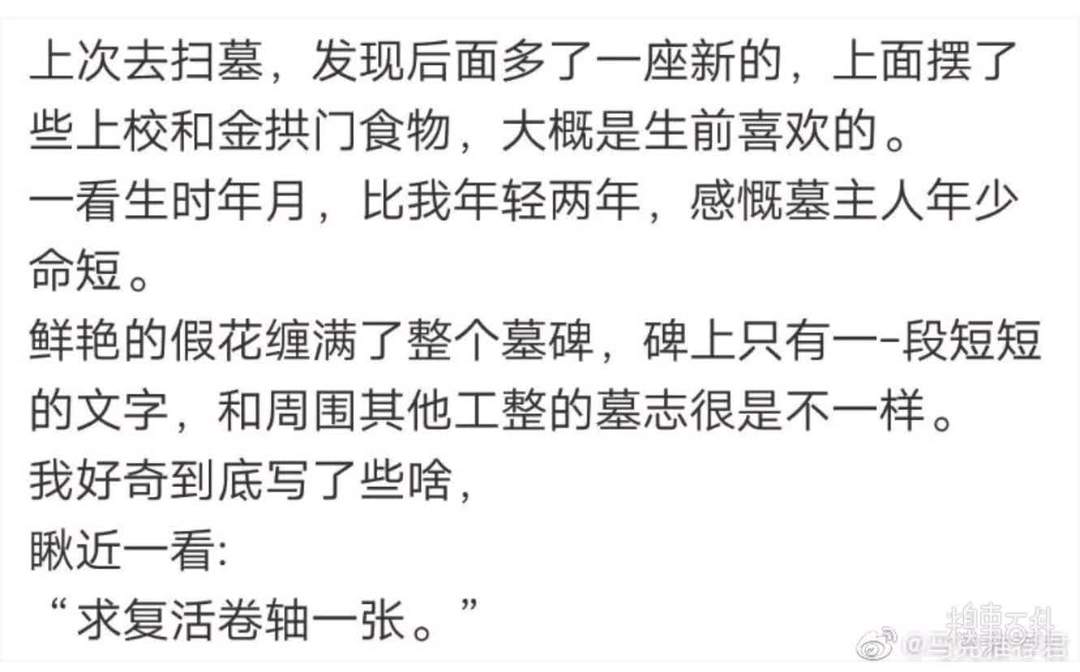 上次去扫墓，发现后面多了一座新的，上面摆了
些上校和金拱门食物，大概是生前喜欢的。
一看生时年月，比我年轻两年，感慨墓主人年少
命短。
鲜艳的假花缠满了整个墓碑，碑上只有一-段短短
的文字，和周围其他工整的墓志很是不一样。
我好奇到底写了些啥，
瞅近一看:
“求复活卷轴一张。”